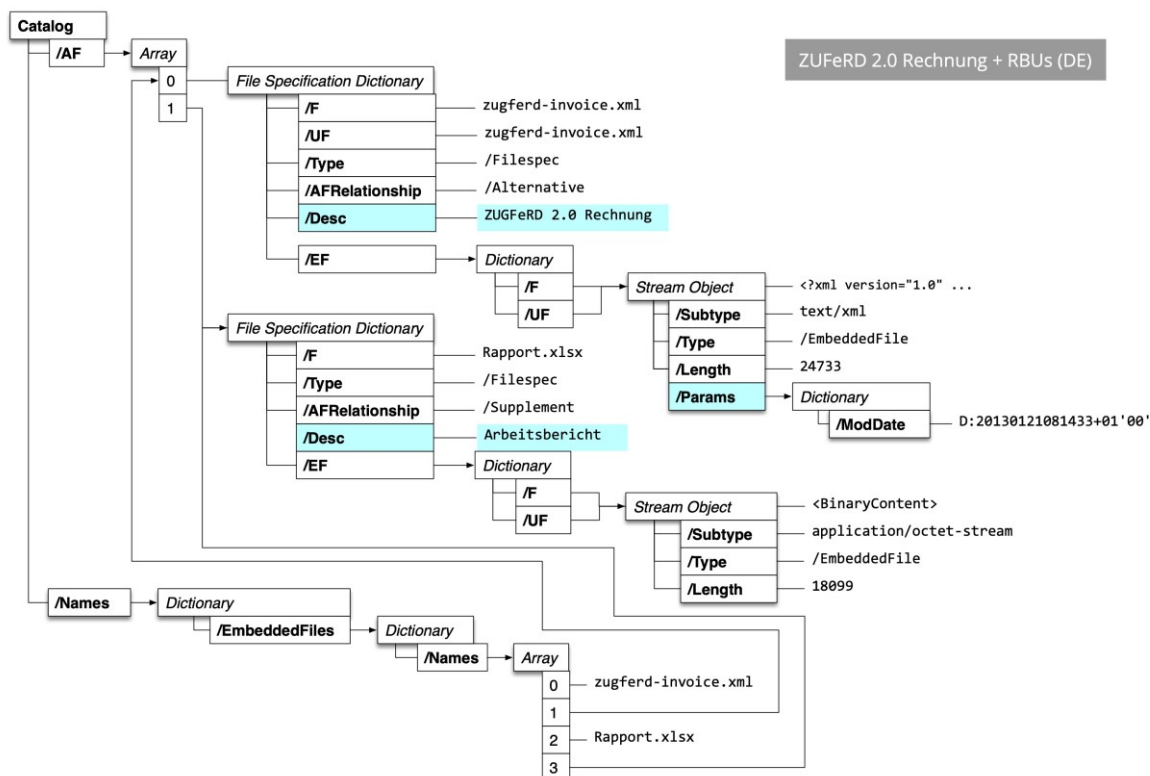 Catalog
/AF
Array
ZUFeRD 2.0 Rechnung + RBUs (DE)
0
File Specification Dictionary
1
/F
zugferd-invoice.xml
/UF
zugferd-invoice.xml
/Type
/Filespec
/AFRelationship
/Alternative
/Desc
ZUGFeRD 2.0 Rechnung
/EF
Dictionary
/F
/UF
Stream Object
<?xml version="1.0" ...
/Subtype
text/xml
/Type
/EmbeddedFile
/Length
24733
/Params
Dictionary
/ModDate
D:20130121081433+01'00'
File Specification Dictionary
/F
Rapport.xlsx
/Type
/Filespec
/AFRelationship
/Supplement
/Desc
Arbeitsbericht
/EF
Dictionary
/F
/UF
Stream Object
<BinaryContent>
/Subtype
application/octet-stream
/Type
/EmbeddedFile
/Length
18099
/Names
Dictionary
/EmbeddedFiles
Dictionary
/Names
Array
0
zugferd-invoice.xml
1
2
Rapport.xlsx
3